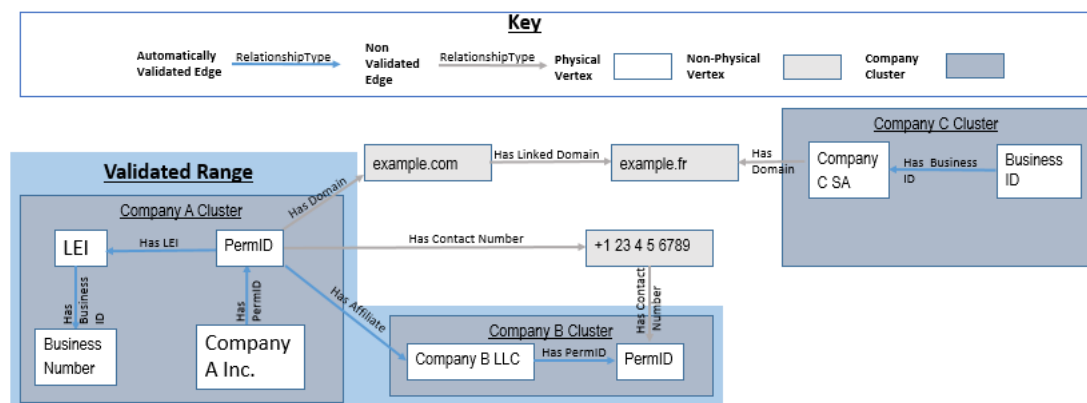 Key
Automatically
Validated Edge
RelationshipType
Non
Validated
Edge
RelationshipType
Physical
Vertex
Non-Physical
Vertex
Company
Cluster
Validated Range
Company A Cluster
LEI
Has LEI
PermID
Has
Business
ID
Has
PermID
Business
Number
Company
A Inc.
Has Domain
example.com
Has Linked Domain
example.fr
Has
Domain
Company C Cluster
Company
C SA
Has Business
ID
Business
ID
Has Contact Number
+1 23 4 5 6789
Has Contact
Number
Has Affiliate
Company B Cluster
Company B LLC
Has PermID
PermID